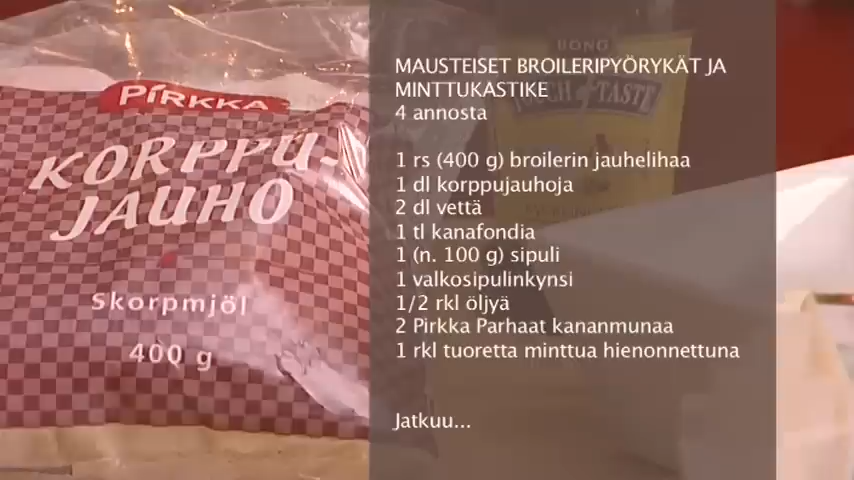 PIRKKA
KORPPU-
JAUHO
Skorpmjöl
400 g
BONG
TOUCH of TASTE
MAUSTEISET BROILERIPYÖRYKÄT JA
MINTTUKASTIKE
4 annosta
1 rs (400 g) broilerin jauhelihaa
1 dl korppujauhoja
2 dl vettä
1 tl kanafondia
1 (n. 100 g) sipuli
1 valkosipulinkynsi
1/2 rkl öljyä
2 Pirkka Parhaat kananmunaa
1 rkl tuoretta minttua hienonnettuna
Jatkuu...